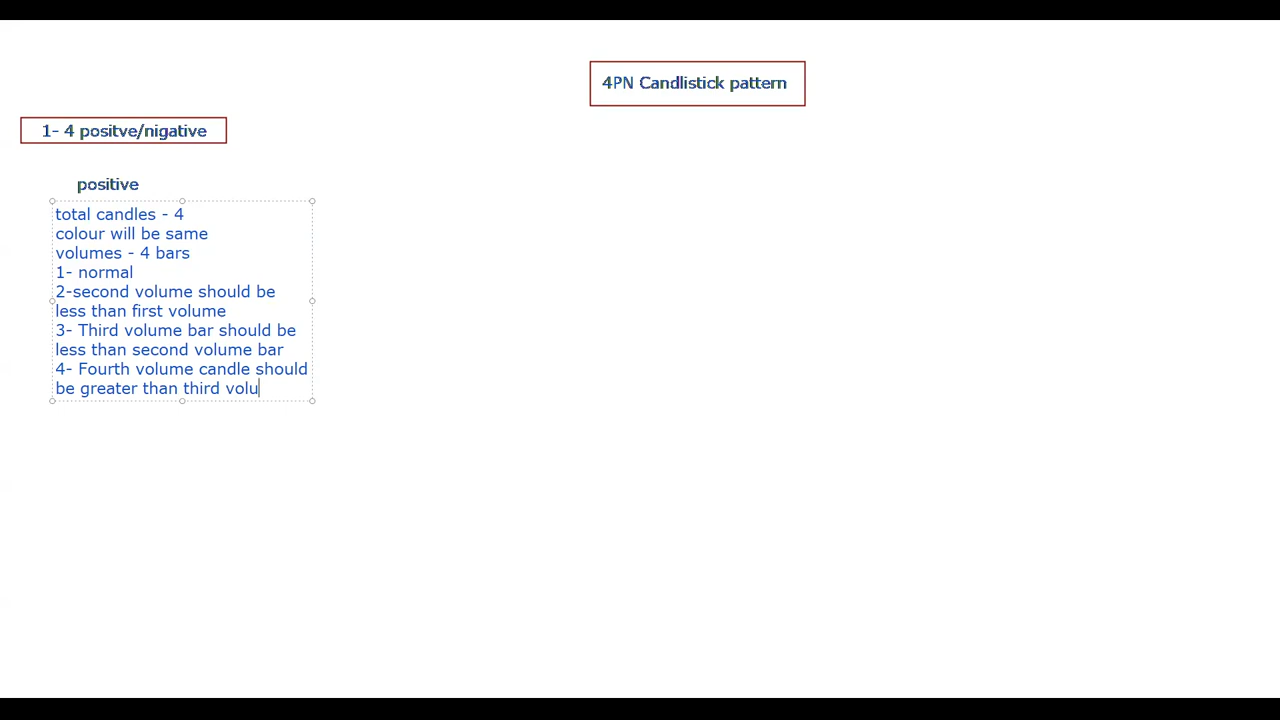 4PN Candlistick pattern
1- 4 positve/nigative
positive
total candles - 4
colour will be same
volumes - 4 bars
1- normal
2-second volume should be
less than first volume
3- Third volume bar should be
less than second volume bar
4- Fourth volume candle should
be greater than third volu